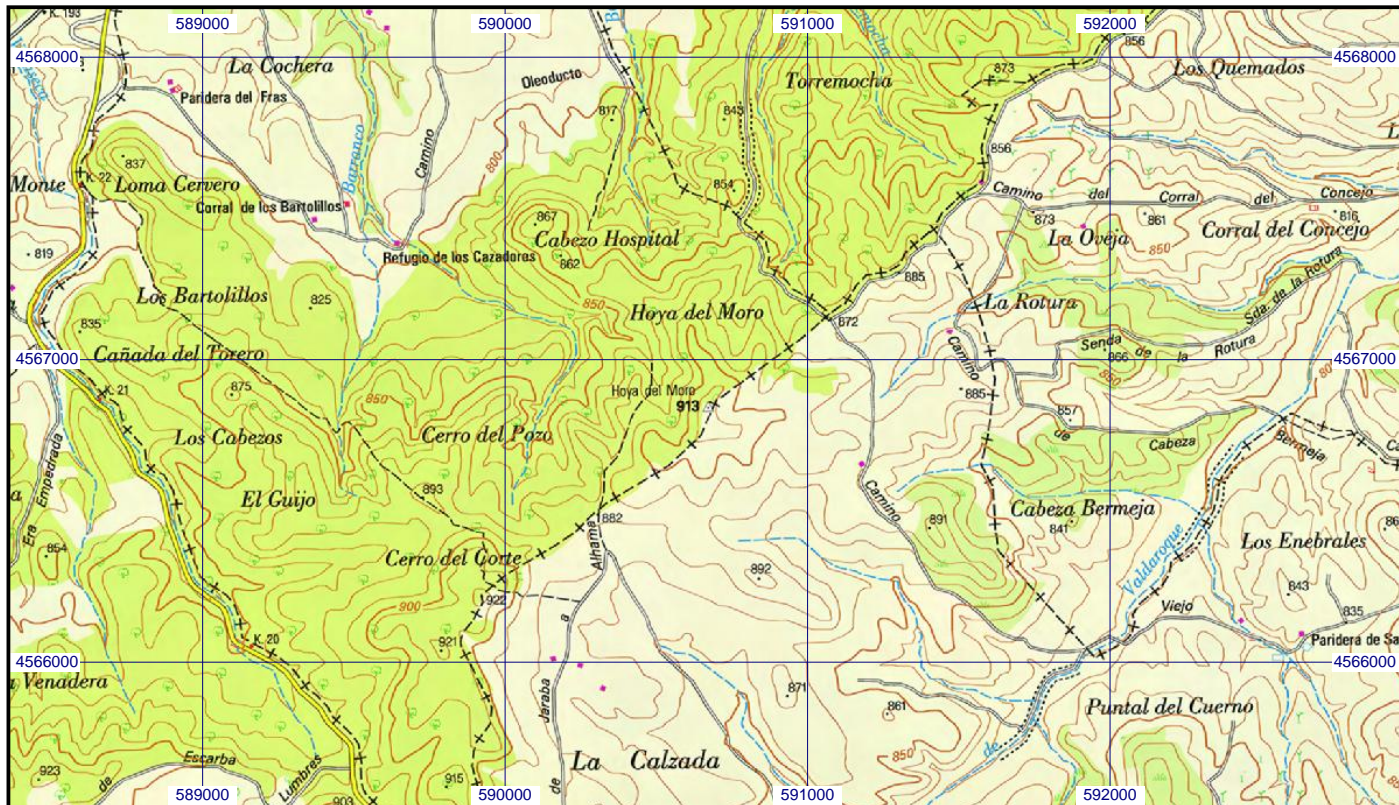 K. 193
589000
590000
591000
592000
856
4568000
La Cochera
Oleoducto
Torremocha
873
Los Quemados
4568000
Paridera del Fras
817
843
Barranco
Camino
800
856
837
K. 22
Monte
Loma Cervero
854
Camino del Corral del Concejo
Corral de los Bartolillos
867
873
861
816
Cabezo Hospital
La Oveja
850
Corral del Concejo
819
Refugio de los Cazadores
862
885
Los Bartolillos
825
850
Hoya del Moro
La Rotura
Sda. de la Rotura
835
872
Cañada del Torero
4567000
Camino
Senda de la Rotura
866
4567000
850
K. 21
875
850
Hoya del Moro
913
885
857
de
Cabeza
Bermeja
Los Cabezos
Cerro del Pozo
Era Empedrada
El Guijo
893
882
Camino
891
Cabeza Bermeja
841
Valdaroque
854
Cerro del Corte
Alhama
892
Los Enebrales
843
900
922
a
Viejo
835
K. 20
921
4566000
Paridera de Sa
4566000
Venadera
Jaraba
871
861
Puntal del Cuerno
850
de
Escarba
La Calzada
923
de
Lumbres
903
915
de
589000
590000
591000
592000